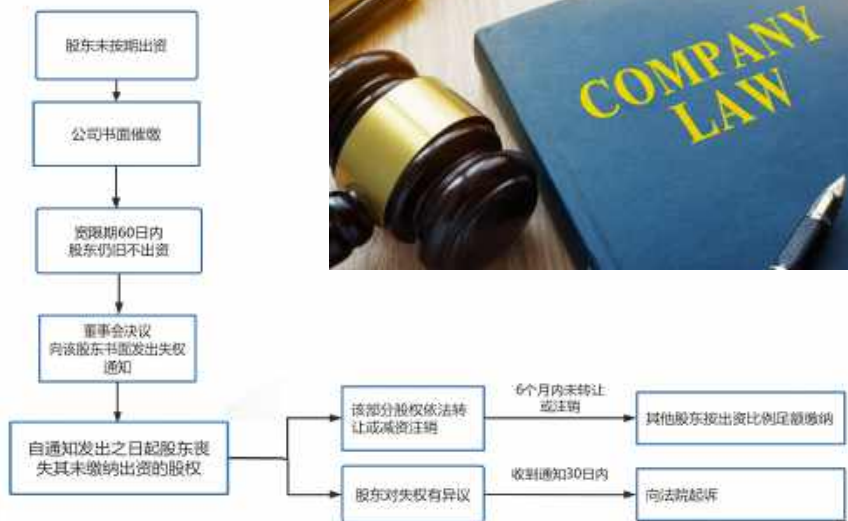 股东未按期出资
公司书面催缴
宽限期60日内
股东仍旧不出资
董事会决议
向该股东书面发出失权
通知
自通知发出之日起股东丧
失其未缴纳出资的股权
该部分股权依法转
让或减资注销
6个月内未转让
或注销
其他股东按出资比例足额缴纳
股东对失权有异议
收到通知30日内
向法院起诉
COMPANY
LAW